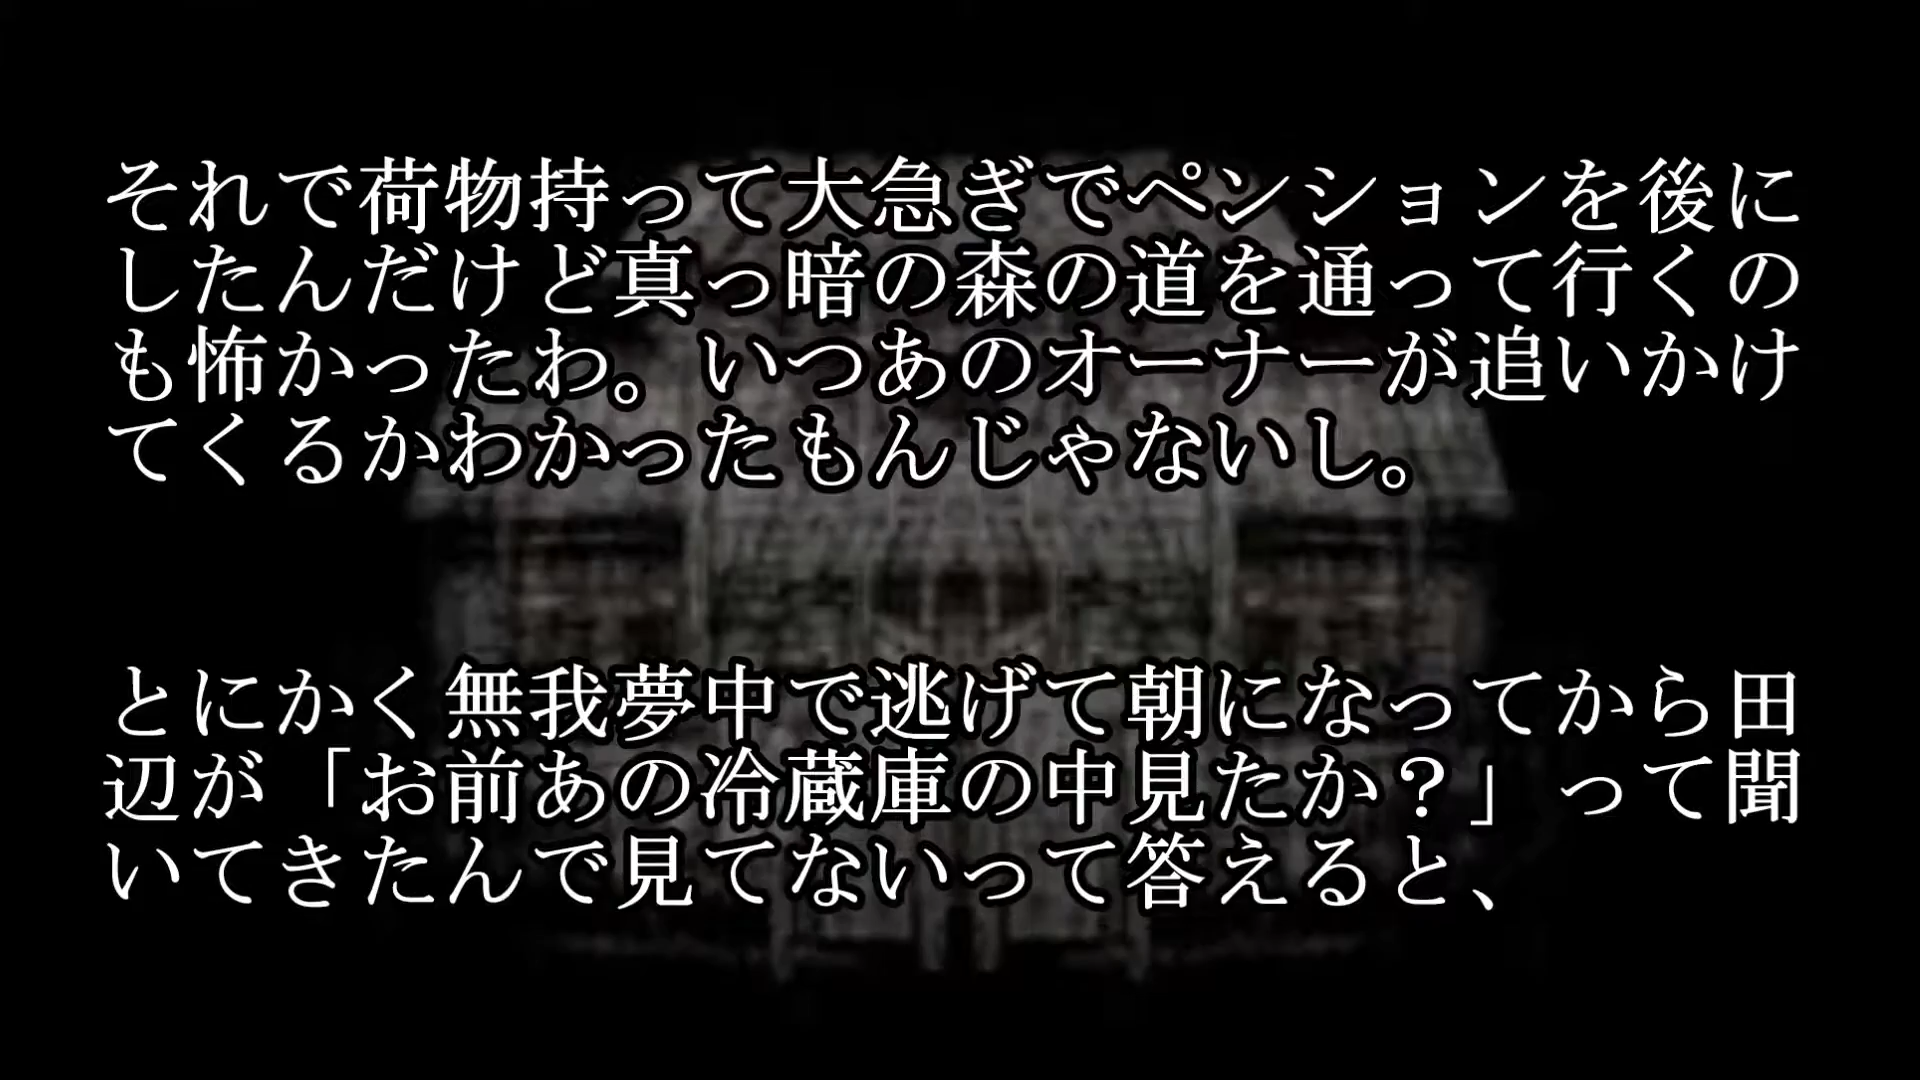 それで荷物持って大急ぎでペンションを後に
したんだけど真っ暗の森の道を通って行くの
も怖かったわ。いつあのオーナーが追いかけ
てくるかわかったもんじゃないし。
とにかく無我夢中で逃げて朝になってから田
辺が「お前あの冷蔵庫の中見たか？」って聞
いてきたんで見てないって答えると、